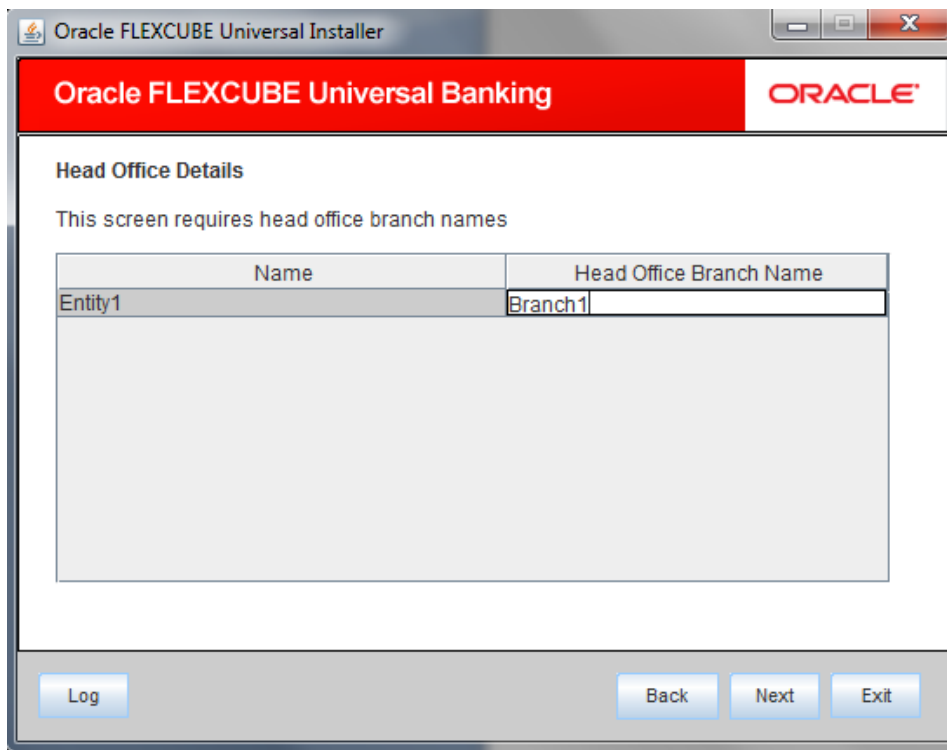 Oracle FLEXCUBE Universal Installer
Oracle FLEXCUBE Universal Banking
ORACLE
Head Office Details
This screen requires head office branch names
Name Head Office Branch Name
Entity1 Branch1
Log Back Next Exit